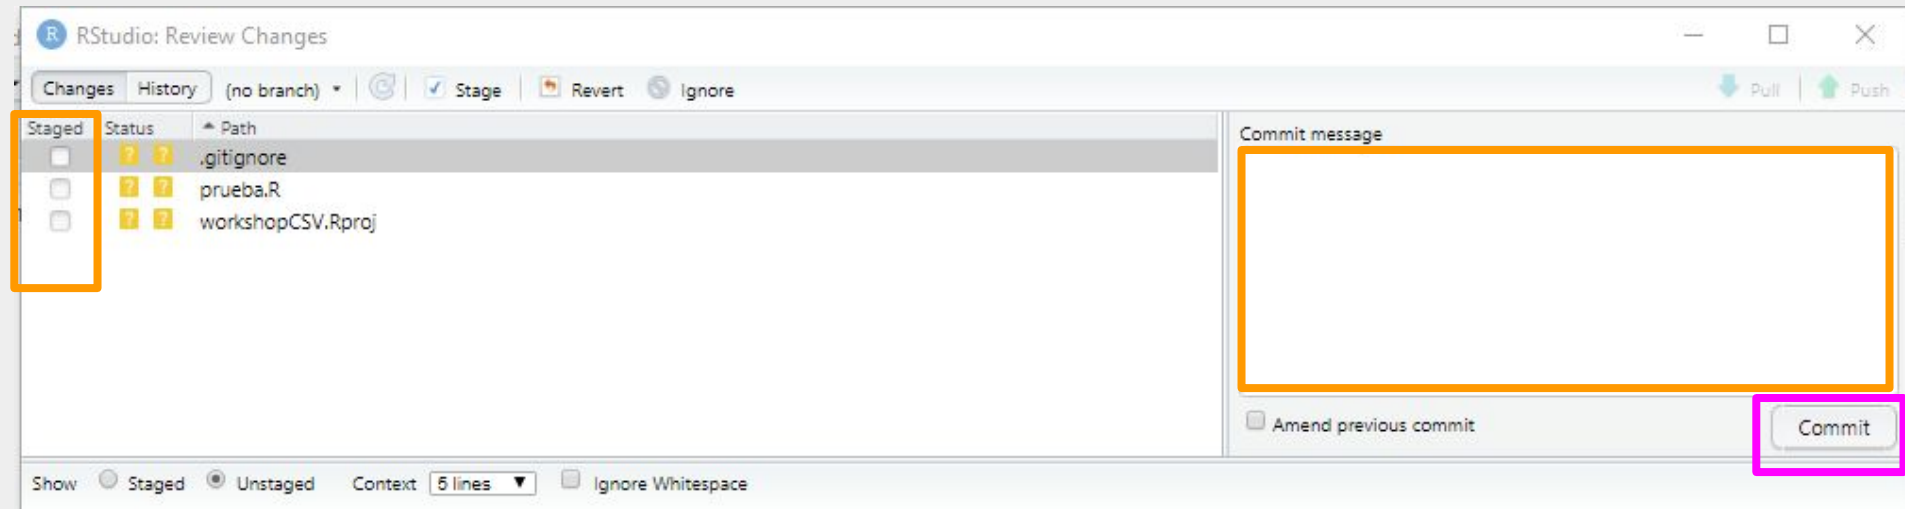 RStudio: Review Changes
Changes History (no branch) Stage Revert Ignore Pull Push
Staged Status Path
.gitignore
prueba.R
workshopCSV.Rproj
Commit message
Amend previous commit
Commit
Show Staged Unstaged Context 5 lines Ignore Whitespace